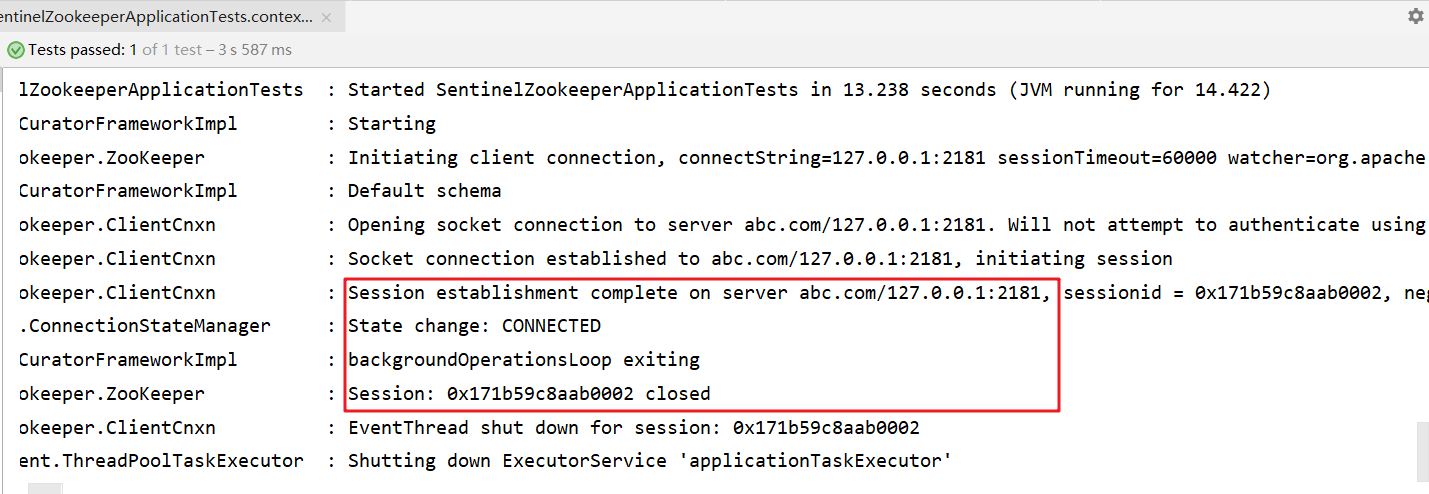 entinelZookeeperApplicationTests.contex...
Tests passed: 1 of 1 test – 3 s 587 ms
lZookeeperApplicationTests : Started SentinelZookeeperApplicationTests in 13.238 seconds (JVM running for 14.422)
CuratorFrameworkImpl : Starting
okeeper.ZooKeeper : Initiating client connection, connectString=127.0.0.1:2181 sessionTimeout=60000 watcher=org.apache
CuratorFrameworkImpl : Default schema
okeeper.ClientCnxn : Opening socket connection to server abc.com/127.0.0.1:2181. Will not attempt to authenticate using
okeeper.ClientCnxn : Socket connection established to abc.com/127.0.0.1:2181, initiating session
okeeper.ClientCnxn : Session establishment complete on server abc.com/127.0.0.1:2181, sessionid = 0x171b59c8aab0002, neg
.ConnectionStateManager : State change: CONNECTED
CuratorFrameworkImpl : backgroundOperationsLoop exiting
okeeper.ZooKeeper : Session: 0x171b59c8aab0002 closed
okeeper.ClientCnxn : EventThread shut down for session: 0x171b59c8aab0002
ent.ThreadPoolTaskExecutor : Shutting down ExecutorService 'applicationTaskExecutor'